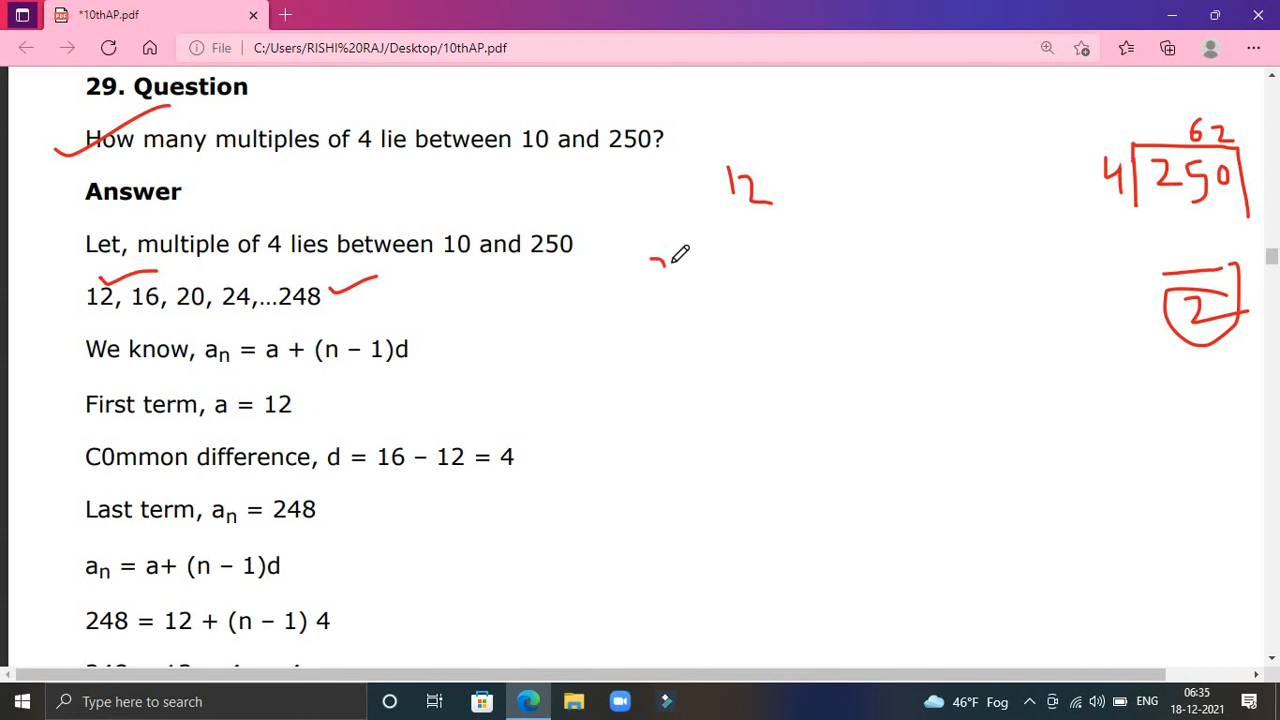 *10thAP.pdf
File C:/Users/RISHI%20RAJ/Desktop/10thAP.pdf
29. Question
How many multiples of 4 lie between 10 and 250?
62
4 250
12
Answer
Let, multiple of 4 lies between 10 and 250
2
12, 16, 20, 24,...248
We know, an = a + (n – 1)d
First term, a = 12
C0mmon difference, d = 16 – 12 = 4
Last term, an = 248
an = a+ (n – 1)d
248 = 12 + (n – 1) 4
Type here to search
46°F Fog
ENG
06:35
18-12-2021